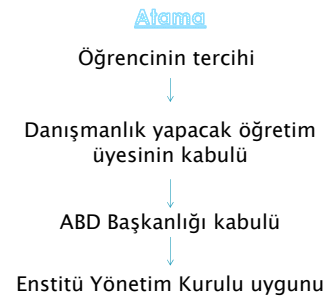 Atama
Öğrencinin tercihi
Danışmanlık yapacak öğretim
üyesinin kabulü
ABD Başkanlığı kabulü
Enstitü Yönetim Kurulu uygunu